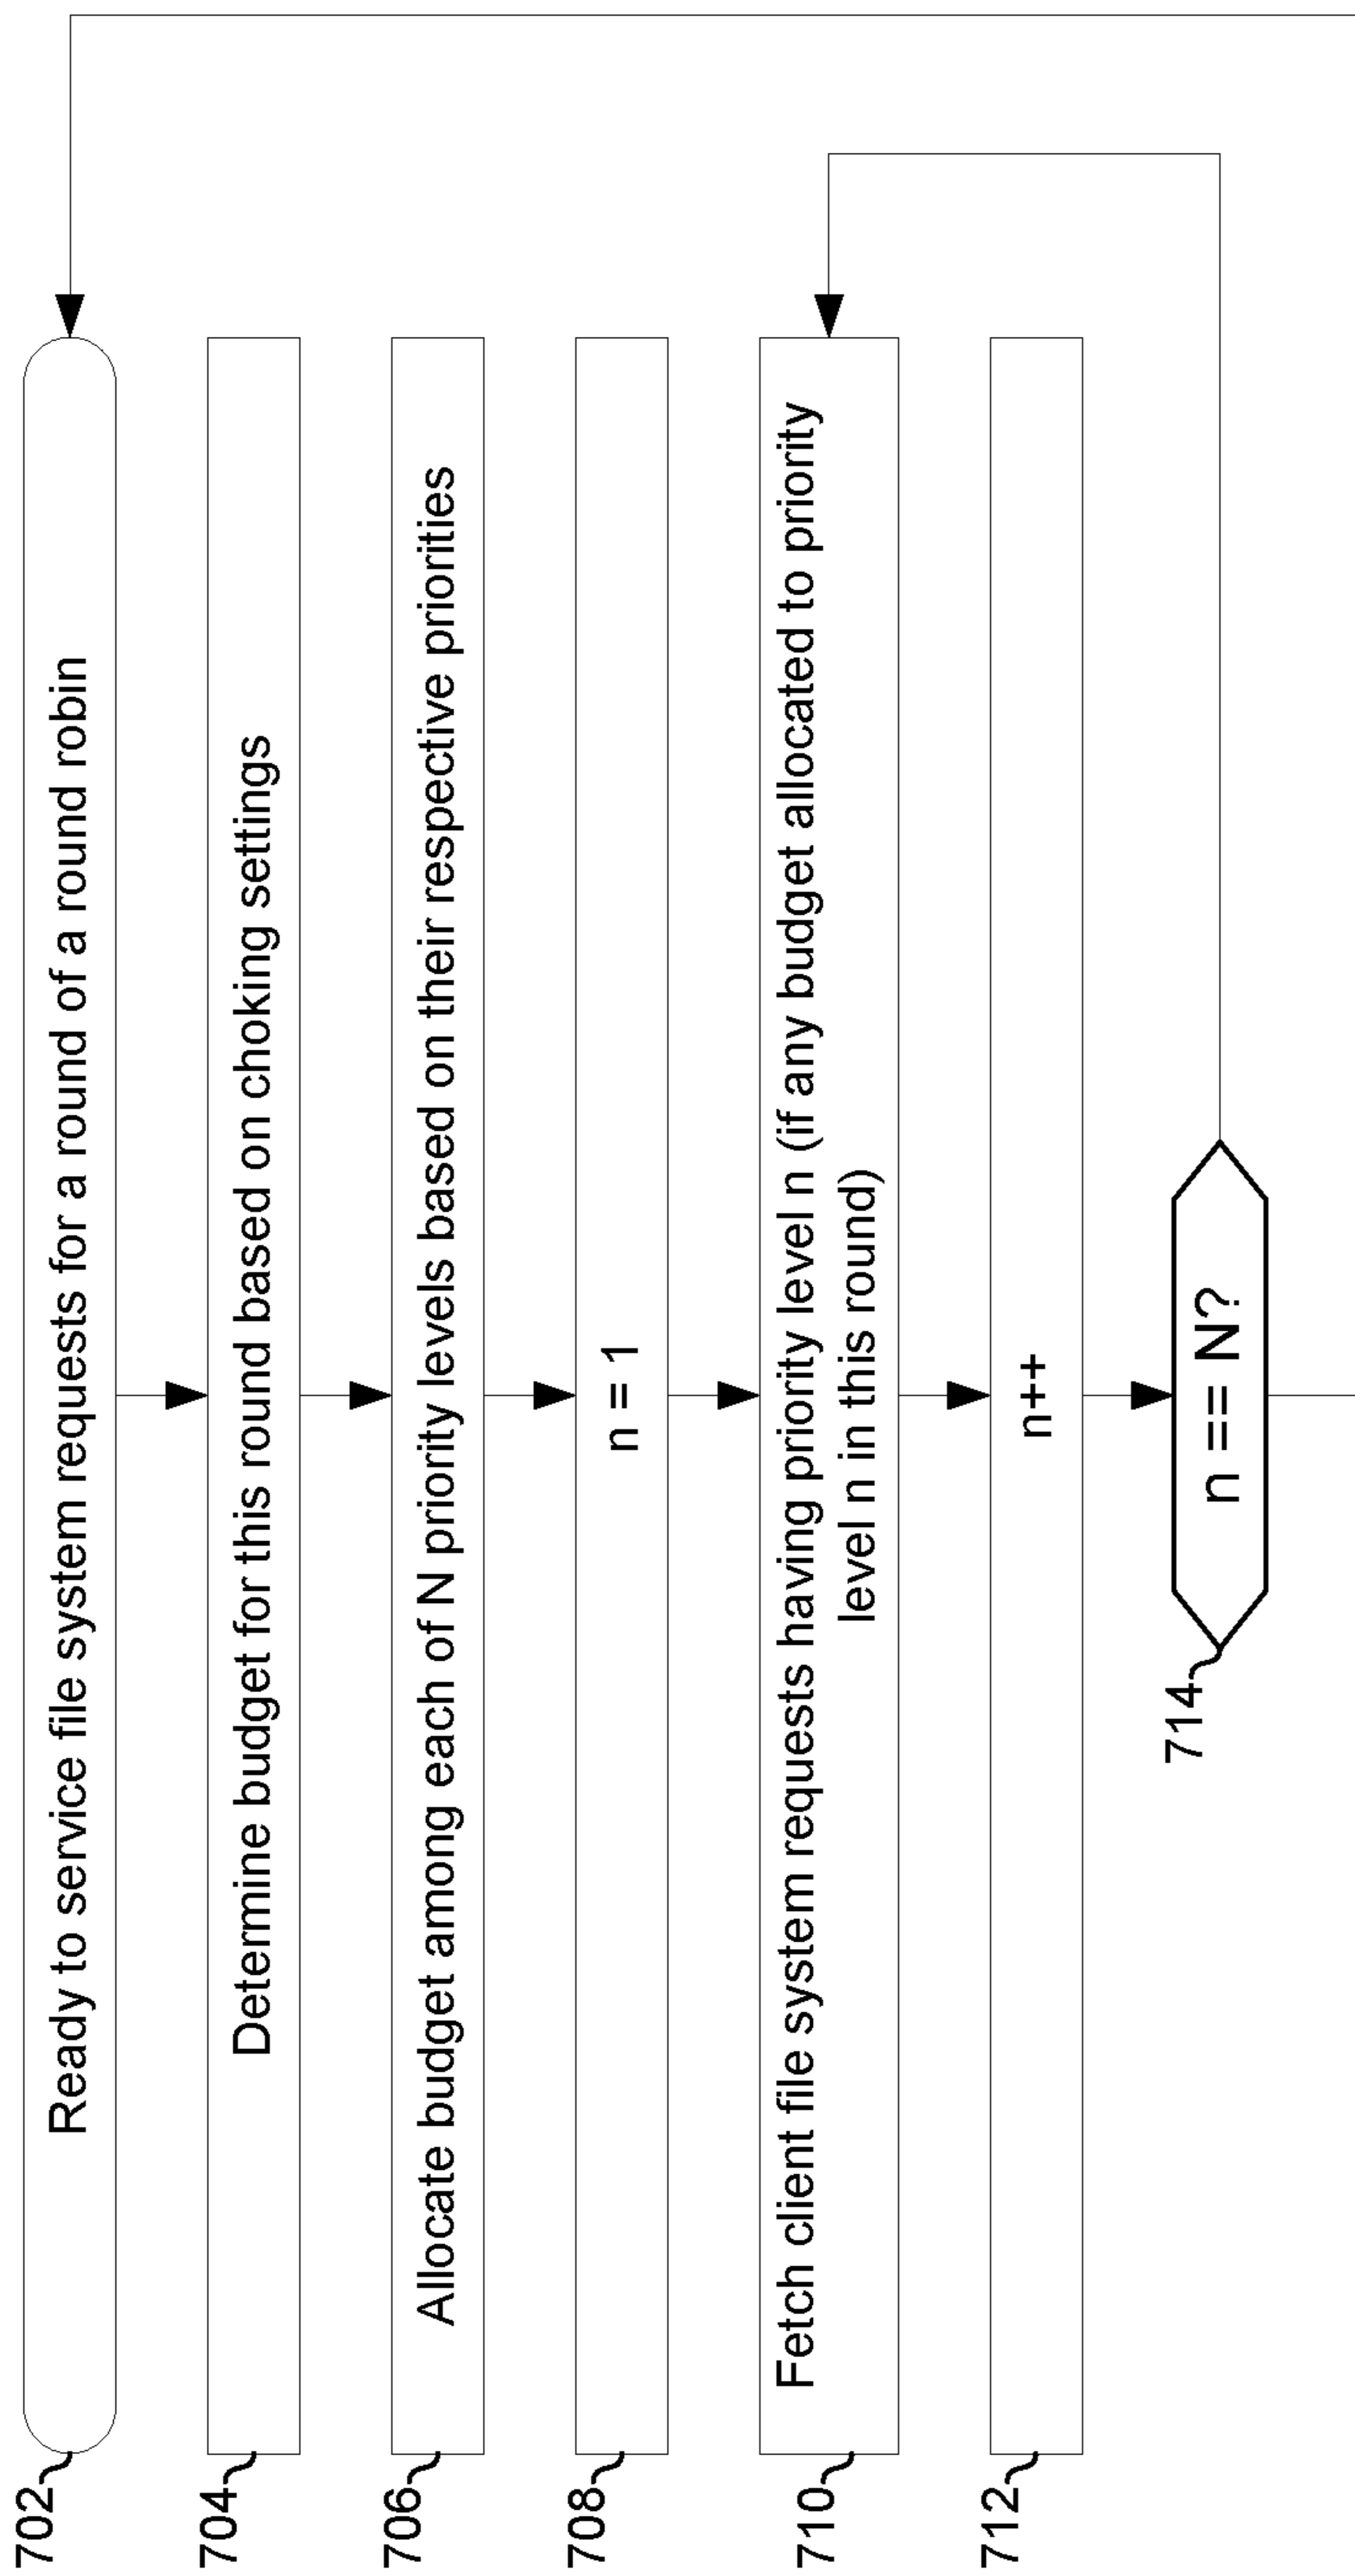 702
Ready to service file system requests for a round of a round robin
704
Determine budget for this round based on choking settings
706
Allocate budget among each of N priority levels based on their respective priorities
708
n = 1
710
Fetch client file system requests having priority level n (if any budget allocated to priority
level n in this round)
712
n++
714
n == N?